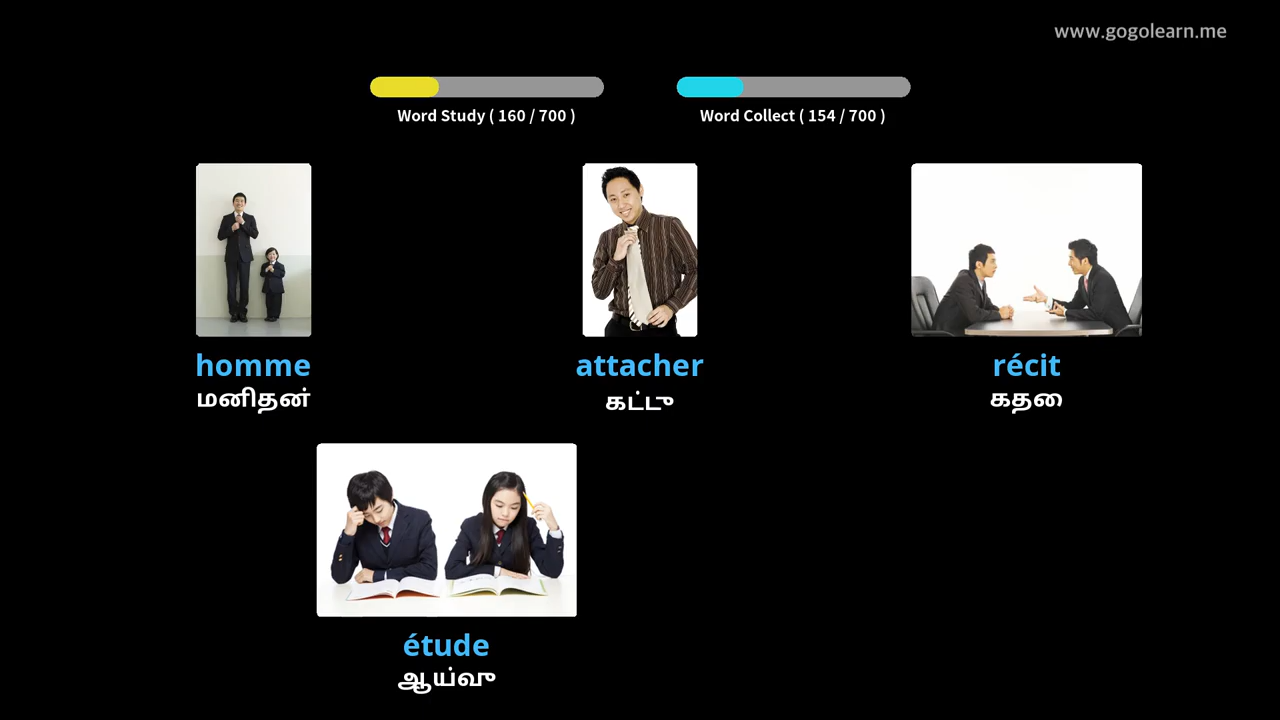 www.gogolearn.me
Word Study ( 160 / 700 )
Word Collect ( 154 / 700 )
homme
மனிதன்
attacher
கட்டு
récit
கதை
étude
ஆய்வு